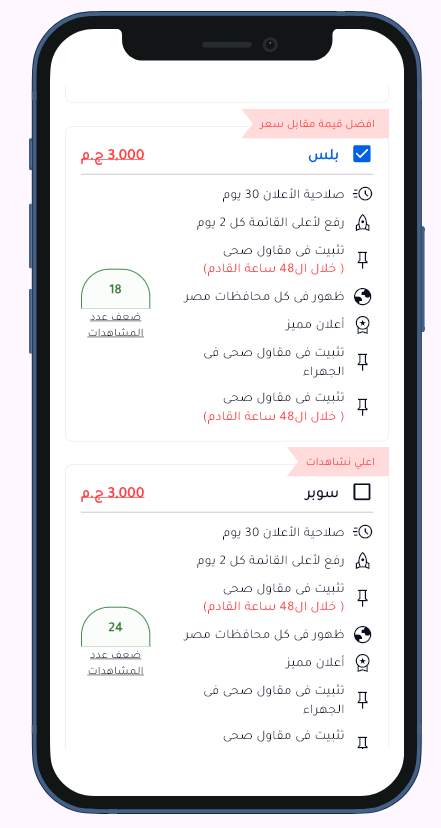 افضل قيمة مقابل سعر
بلس
3,000 ج.م
صلاحية الأعلان 30 يوم
رفع لأعلى القائمة كل 2 يوم
تثبيت فى مقاول صحى
( خلال ال48 ساعة القادم)
ظهور فى كل محافظات مصر
أعلان مميز
تثبيت فى مقاول صحى فى
الجهراء
تثبيت فى مقاول صحى
( خلال ال48 ساعة القادم)
18
ضعف عدد
المشاهدات
اعلي نشاهدات
سوبر
3,000 ج.م
صلاحية الأعلان 30 يوم
رفع لأعلى القائمة كل 2 يوم
تثبيت فى مقاول صحى
( خلال ال48 ساعة القادم)
ظهور فى كل محافظات مصر
أعلان مميز
تثبيت فى مقاول صحى فى
الجهراء
تثبيت فى مقاول صحى
24
ضعف عدد
المشاهدات